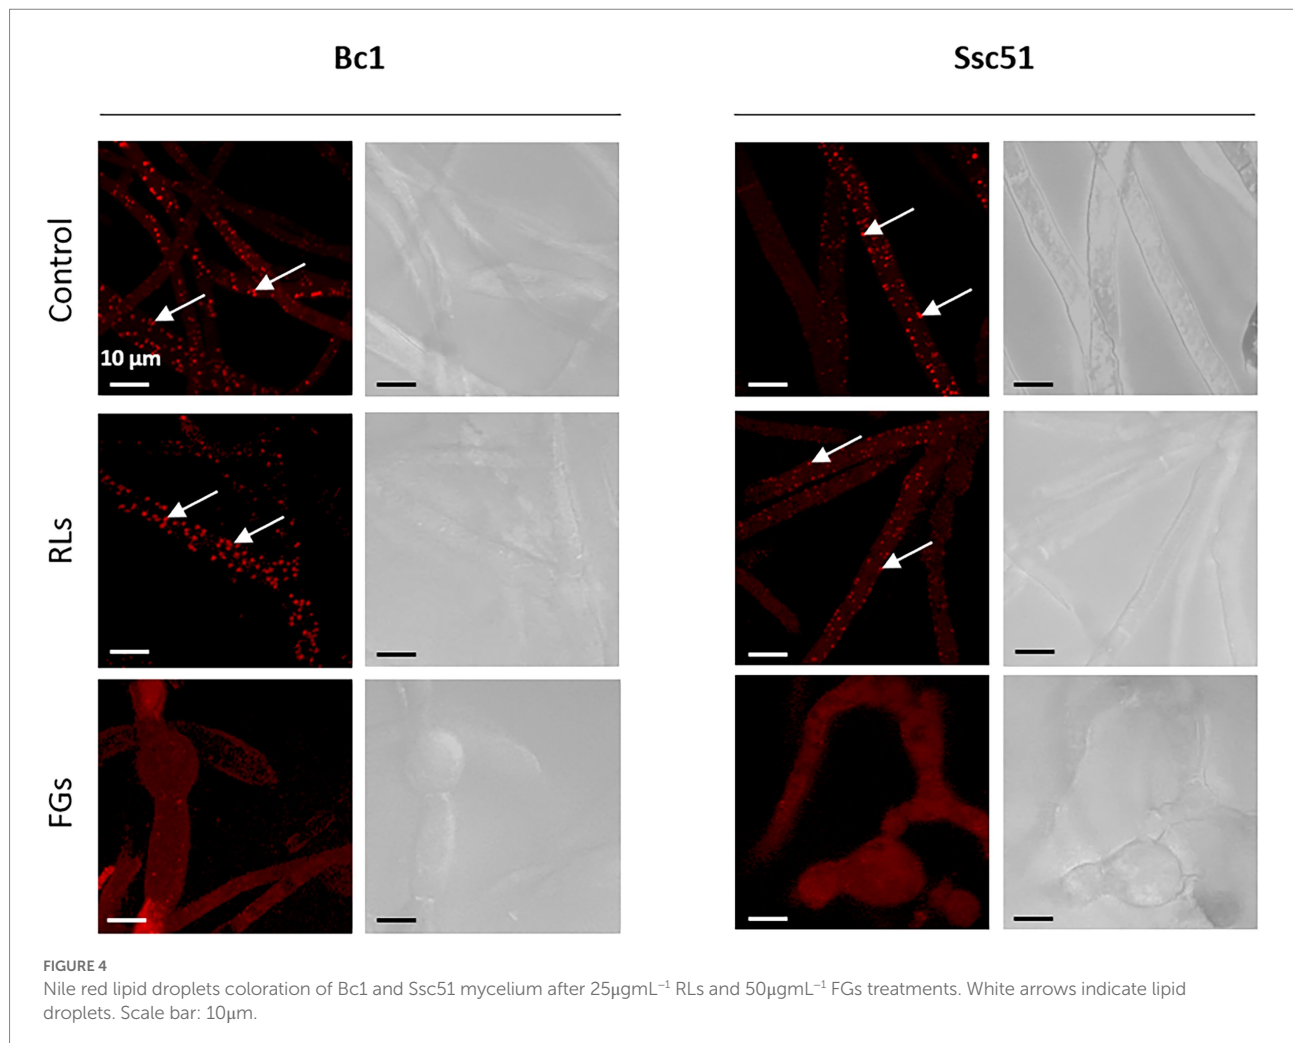 Bc1
Ssc51
Control
10 µm
RLs
FGs
FIGURE 4
Nile red lipid droplets coloration of Bc1 and Ssc51 mycelium after 25μgmL⁻¹ RLs and 50μgmL⁻¹ FGs treatments. White arrows indicate lipid
droplets. Scale bar: 10μm.